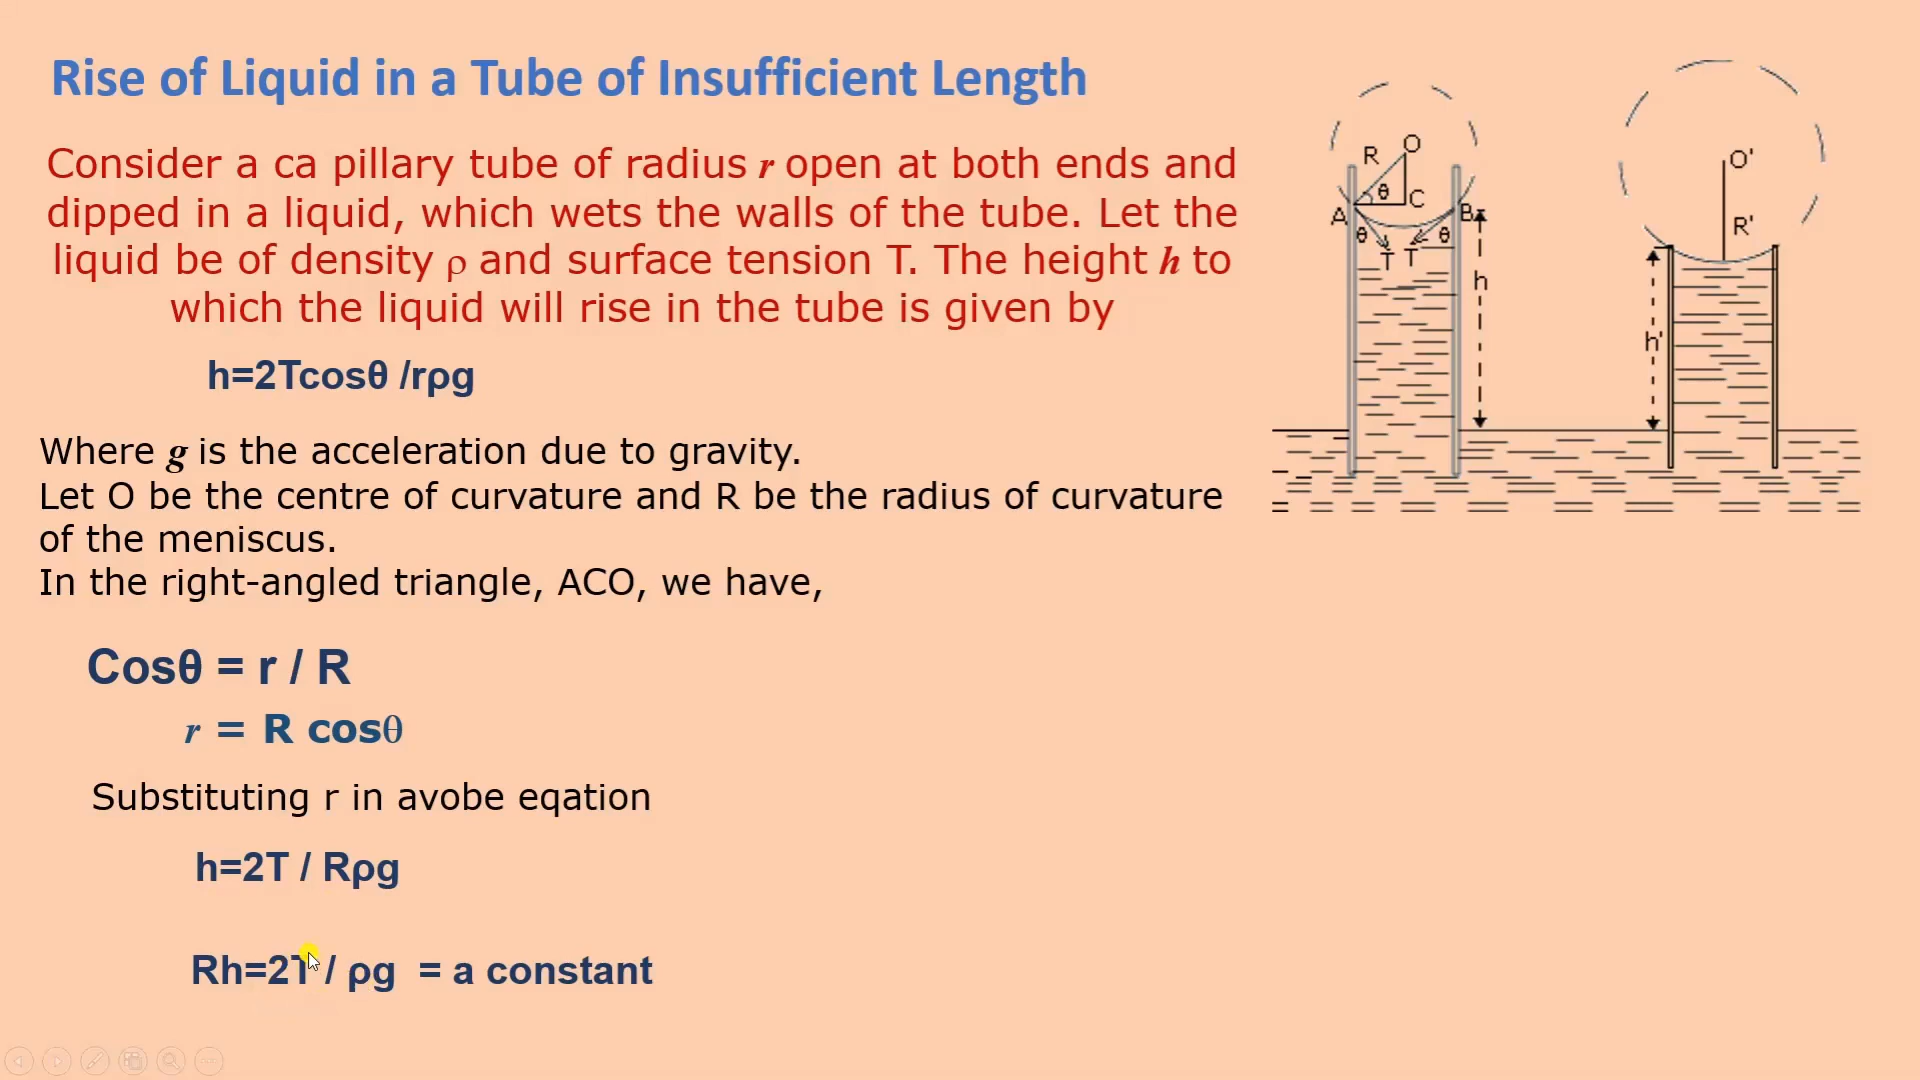 Rise of Liquid in a Tube of Insufficient Length
Consider a ca pillary tube of radius r open at both ends and
dipped in a liquid, which wets the walls of the tube. Let the
liquid be of density ρ and surface tension T. The height h to
which the liquid will rise in the tube is given by
h=2Tcosθ /rρg
Where g is the acceleration due to gravity.
Let O be the centre of curvature and R be the radius of curvature
of the meniscus.
In the right-angled triangle, ACO, we have,
Cosθ = r / R
r = R cosθ
Substituting r in avobe eqation
h=2T / Rρg
Rh=2T / ρg = a constant
O
R
θ
C
A
B
θ
θ
T T
h
O'
R'
h'